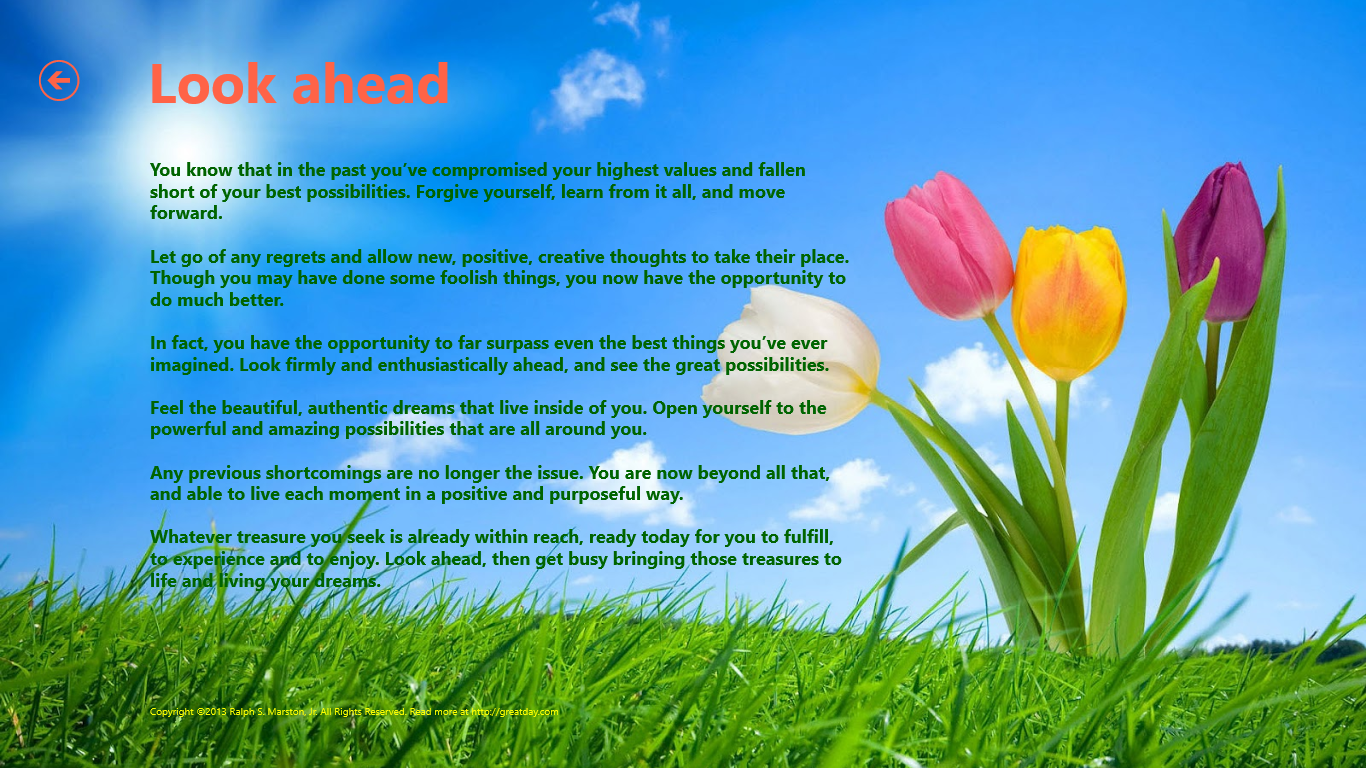 Look ahead
You know that in the past you’ve compromised your highest values and fallen
short of your best possibilities. Forgive yourself, learn from it all, and move
forward.
Let go of any regrets and allow new, positive, creative thoughts to take their place.
Though you may have done some foolish things, you now have the opportunity to
do much better.
In fact, you have the opportunity to far surpass even the best things you’ve ever
imagined. Look firmly and enthusiastically ahead, and see the great possibilities.
Feel the beautiful, authentic dreams that live inside of you. Open yourself to the
powerful and amazing possibilities that are all around you.
Any previous shortcomings are no longer the issue. You are now beyond all that,
and able to live each moment in a positive and purposeful way.
Whatever treasure you seek is already within reach, ready today for you to fulfill,
to experience and to enjoy. Look ahead, then get busy bringing those treasures to
life and living your dreams.
Copyright ©2013 Ralph S. Marston, Jr. All Rights Reserved. Read more at http://greatday.com